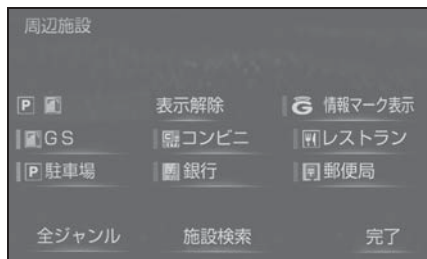 周辺施設
P 表示解除 G 情報マーク表示
GS コンビニ レストラン
P 駐車場 銀行 〒郵便局
全ジャンル 施設検索 完了